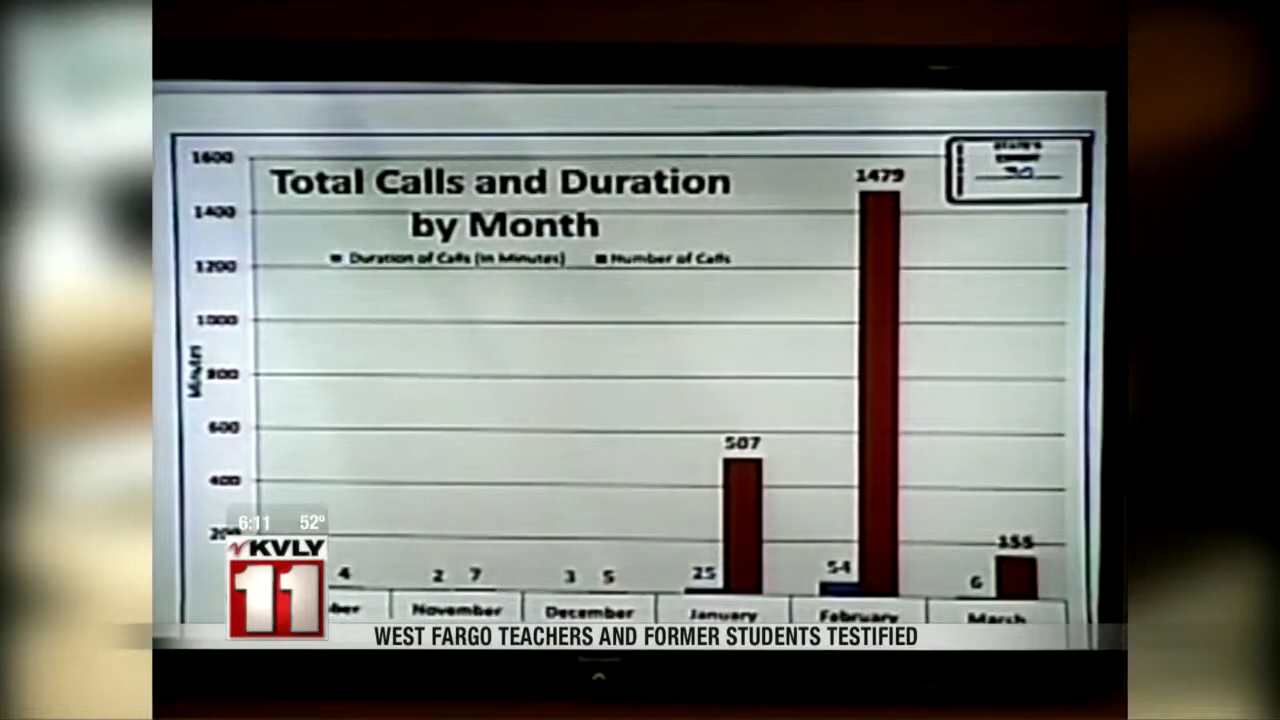 1600
Total Calls and Duration
by Month
1479
1400
Duration of Calls (in Minutes) Number of Calls
1200
1000
800
600
507
400
6:11 52°
155
KVLY
11
4
2 7
3 5
25
54
6
November
December
January
February
March
WEST FARGO TEACHERS AND FORMER STUDENTS TESTIFIED